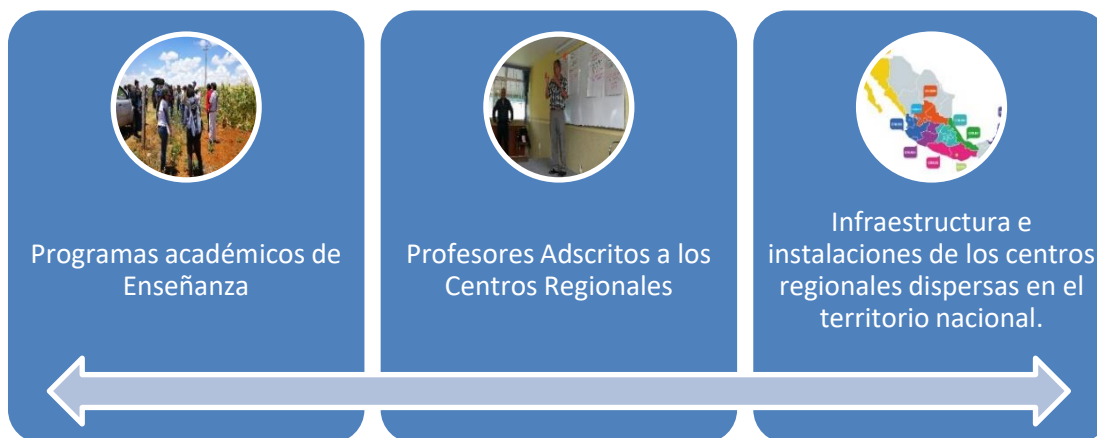 Programas académicos de
Enseñanza
Profesores Adscritos a los
Centros Regionales
Infraestructura e
instalaciones de los centros
regionales dispersas en el
territorio nacional.